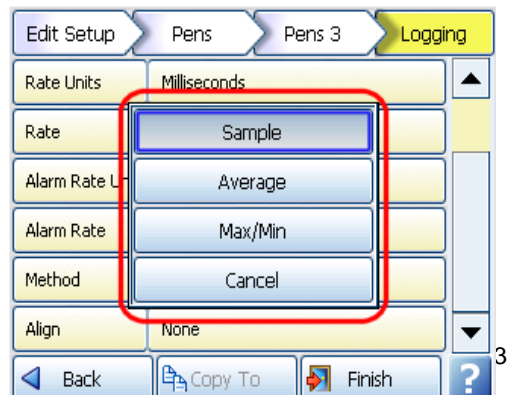 Edit Setup Pens Pens 3 Logging
Rate Units Milliseconds
Rate Sample
Alarm Rate Average
Alarm Rate Max/Min
Method Cancel
Align None
3
Back Copy To Finish ?